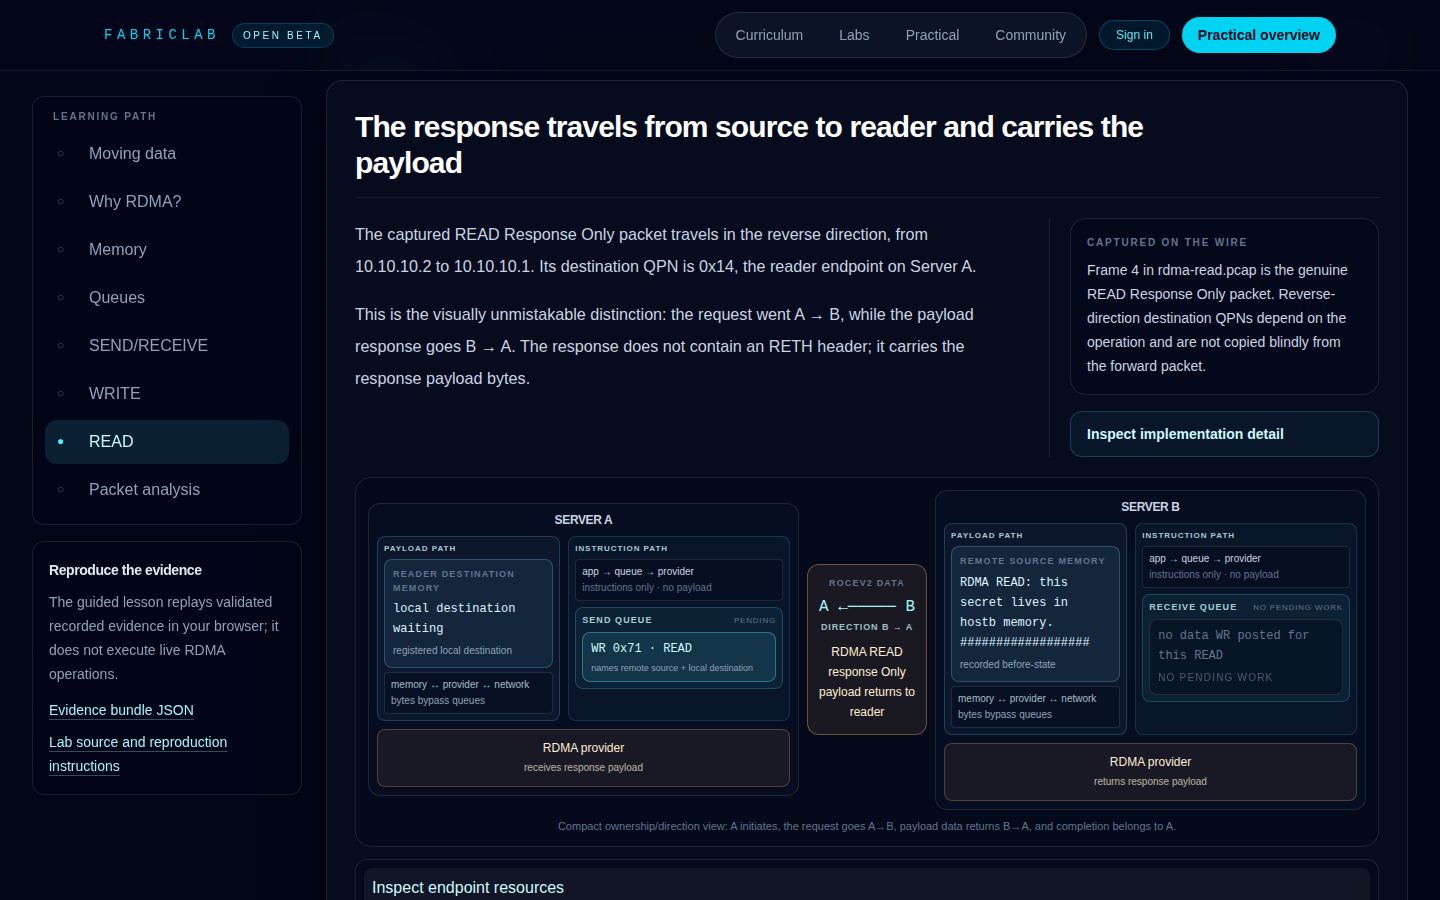 FABRICLAB
OPEN BETA
Curriculum
Labs
Practical
Community
Sign in
Practical overview
LEARNING PATH
Moving data
Why RDMA?
Memory
Queues
SEND/RECEIVE
WRITE
READ
Packet analysis
Reproduce the evidence
The guided lesson replays validated
recorded evidence in your browser; it
does not execute live RDMA
operations.
Evidence bundle JSON
Lab source and reproduction
instructions
The response travels from source to reader and carries the
payload
The captured READ Response Only packet travels in the reverse direction, from
10.10.10.2 to 10.10.10.1. Its destination QPN is 0x14, the reader endpoint on Server A.
This is the visually unmistakable distinction: the request went A → B, while the payload
response goes B → A. The response does not contain an RETH header; it carries the
response payload bytes.
CAPTURED ON THE WIRE
Frame 4 in rdma-read.pcap is the genuine
READ Response Only packet. Reverse-
direction destination QPNs depend on the
operation and are not copied blindly from
the forward packet.
Inspect implementation detail
SERVER A
PAYLOAD PATH
READER DESTINATION
MEMORY
local destination
waiting
registered local destination
memory ↔ provider ↔ network
bytes bypass queues
INSTRUCTION PATH
app → queue → provider
instructions only · no payload
SEND QUEUE
PENDING
WR 0x71 · READ
names remote source + local destination
RDMA provider
receives response payload
ROCEV2 DATA
A ←────── B
DIRECTION B → A
RDMA READ
response Only
payload returns to
reader
SERVER B
PAYLOAD PATH
REMOTE SOURCE MEMORY
RDMA READ: this
secret lives in
hostb memory.
##################
recorded before-state
memory ↔ provider ↔ network
bytes bypass queues
INSTRUCTION PATH
app → queue → provider
instructions only · no payload
RECEIVE QUEUE
NO PENDING WORK
no data WR posted for
this READ
NO PENDING WORK
RDMA provider
returns response payload
Compact ownership/direction view: A initiates, the request goes A→B, payload data returns B→A, and completion belongs to A.
Inspect endpoint resources